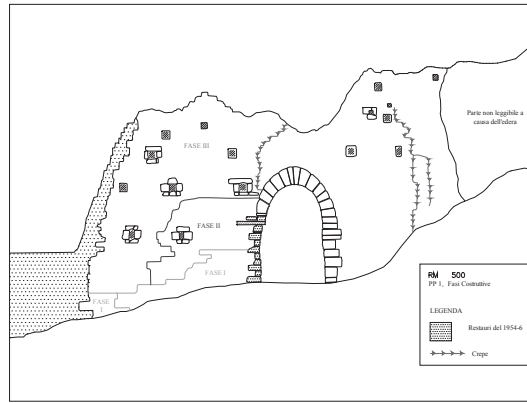 FASE III
Parte non leggibile a
causa dell'edera
FASE II
FASE I
FASE
I
RM 500
PP 1, Fasi Costruttive
LEGENDA
Restauri del 1954-6
Crepe